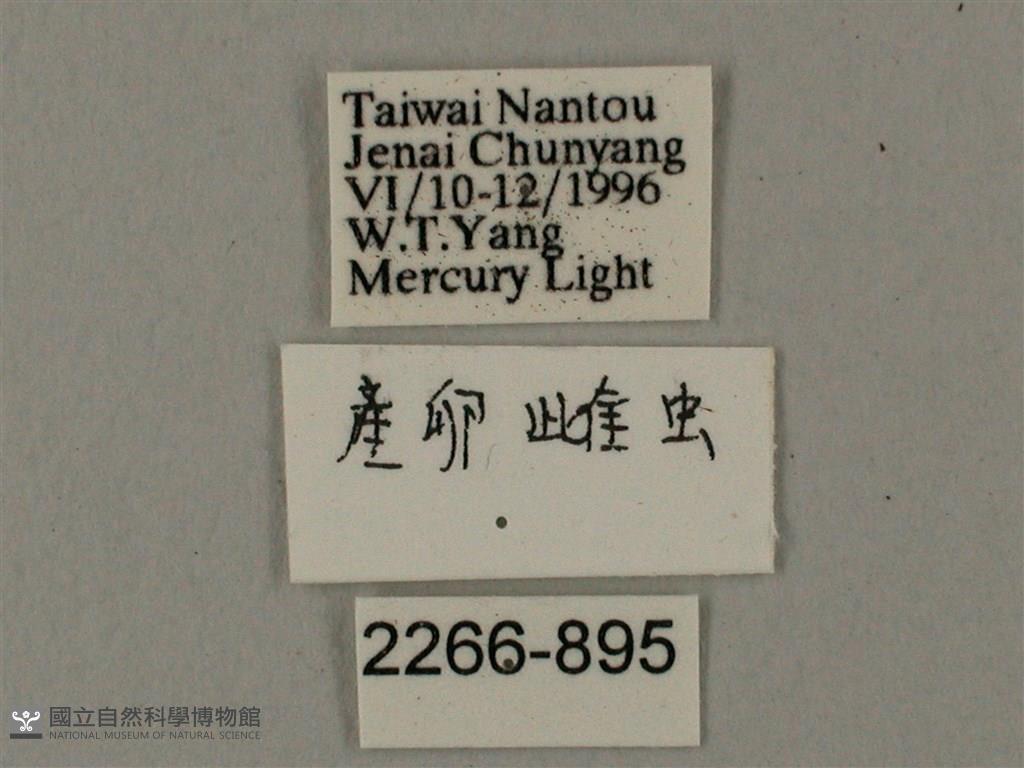 Taiwai Nantou
Jenai Chunyang
VI/10-12/1996
W.T.Yang
Mercury Light
產卵雌虫
2266-895
國立自然科學博物館
NATIONAL MUSEUM OF NATURAL SCIENCE